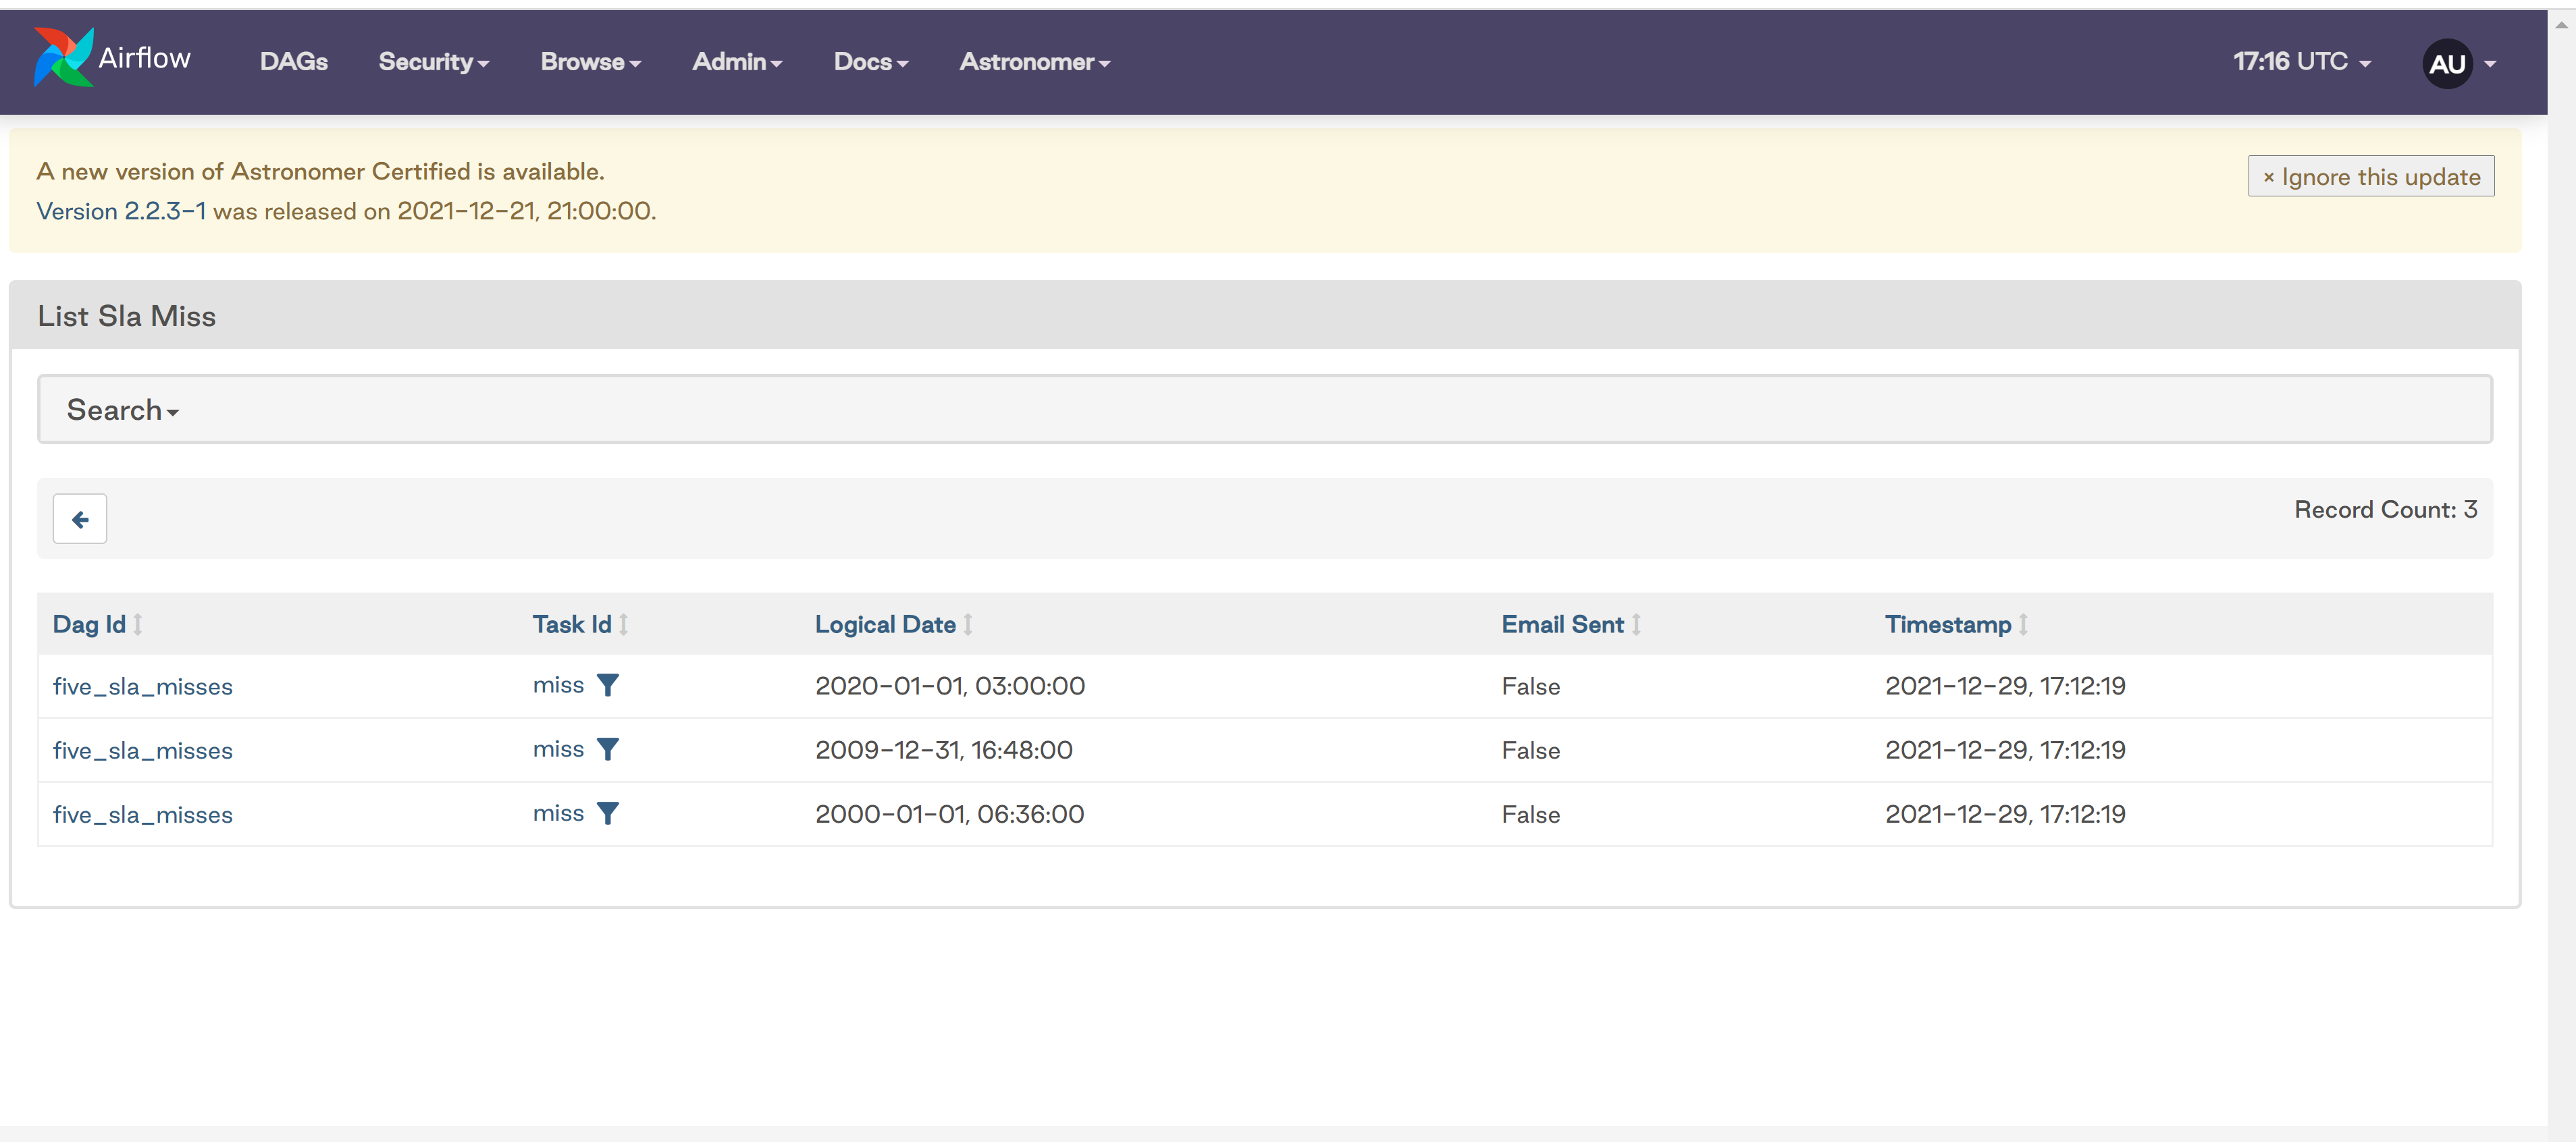 Airflow DAGs Security Browse Admin Docs Astronomer 17:16 UTC AU
A new version of Astronomer Certified is available.
× Ignore this update
Version 2.2.3-1 was released on 2021-12-21, 21:00:00.
List Sla Miss
Search
Record Count: 3
Dag Id Task Id Logical Date Email Sent Timestamp
five_sla_misses miss 2020-01-01, 03:00:00 False 2021-12-29, 17:12:19
five_sla_misses miss 2009-12-31, 16:48:00 False 2021-12-29, 17:12:19
five_sla_misses miss 2000-01-01, 06:36:00 False 2021-12-29, 17:12:19